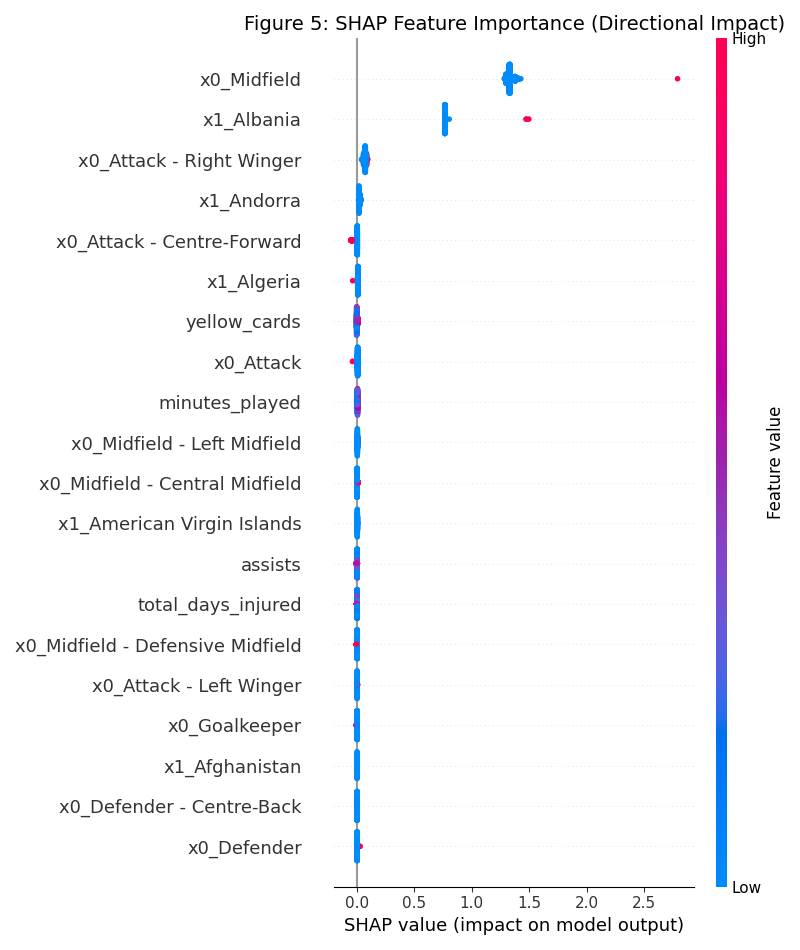 Figure 5: SHAP Feature Importance (Directional Impact)
High
x0_Midfield
x1_Albania
x0_Attack - Right Winger
x1_Andorra
x0_Attack - Centre-Forward
x1_Algeria
yellow_cards
x0_Attack
minutes_played
x0_Midfield - Left Midfield
x0_Midfield - Central Midfield
x1_American Virgin Islands
assists
total_days_injured
x0_Midfield - Defensive Midfield
x0_Attack - Left Winger
x0_Goalkeeper
x1_Afghanistan
x0_Defender - Centre-Back
x0_Defender
Feature value
Low
0.0 0.5 1.0 1.5 2.0 2.5
SHAP value (impact on model output)